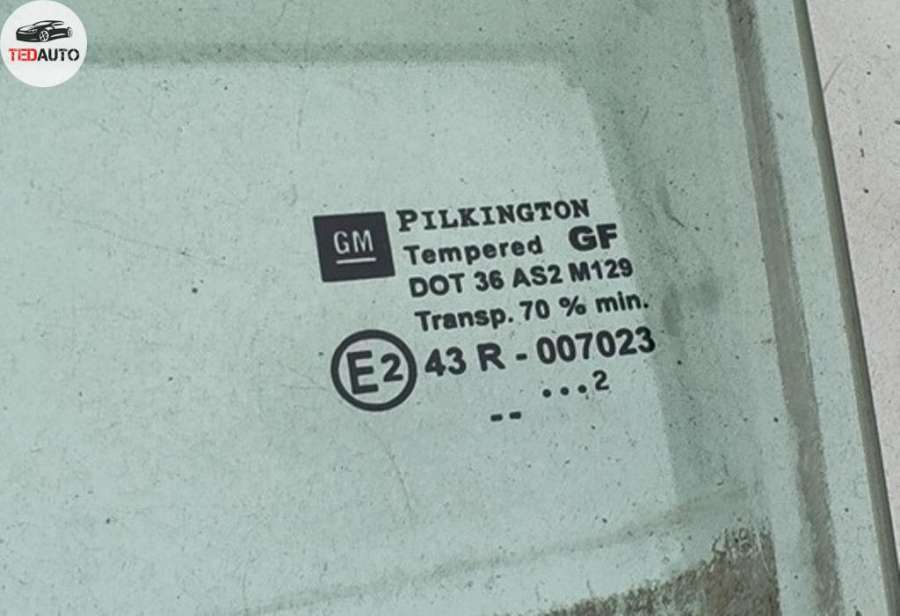 TEDAUTO
GM
PILKINGTON
Tempered GF
DOT 36 AS2 M129
Transp. 70 % min.
E2 43 R - 007023
...2
--